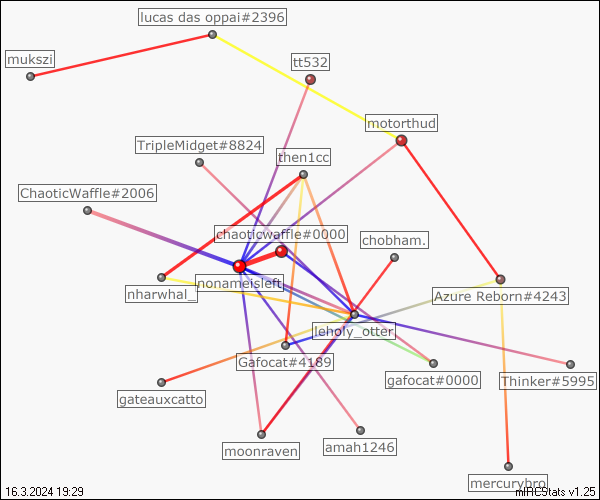 lucas das oppai#2396
mukszi
tt532
motorthud
TripleMidget#8824
then1cc
ChaoticWaffle#2006
chaoticwaffle#0000
chobham.
nonameisleft
nharwhal_
Azure Reborn#4243
leholy_otter
Gafocat#4189
gafocat#0000
Thinker#5995
gateauxcatto
moonraven
amah1246
mercurybro
16.3.2024 19:29
mIRCStats v1.25